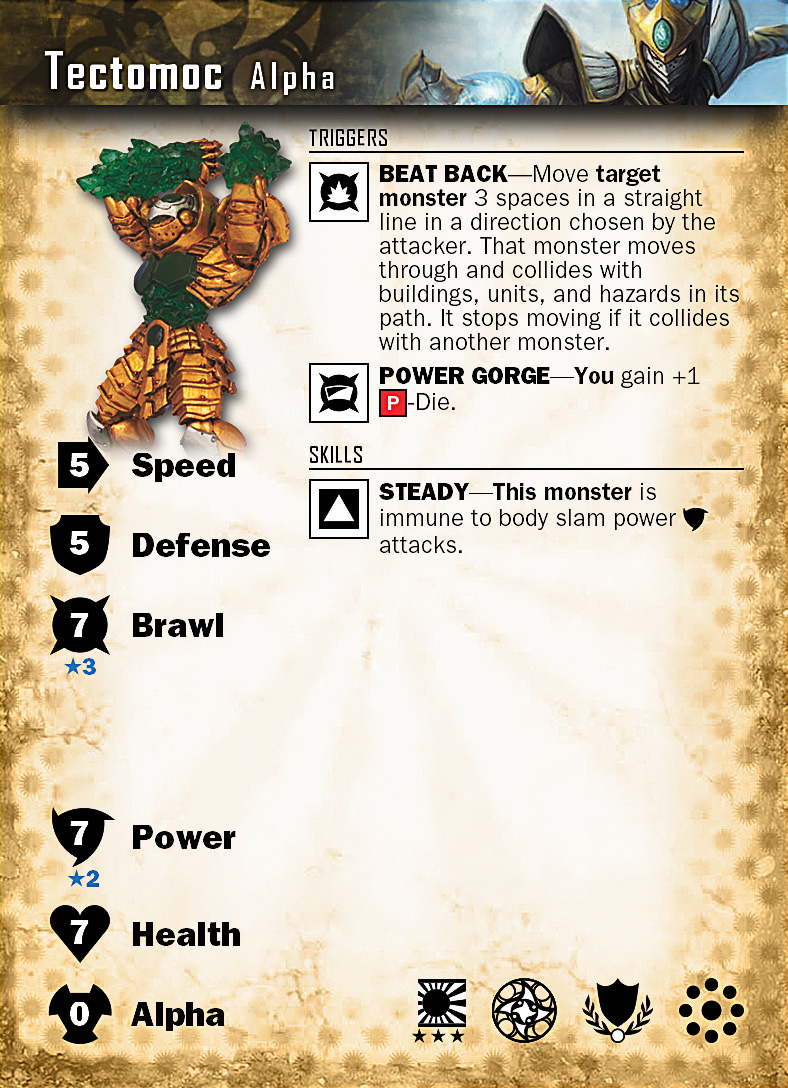 Tectomoc Alpha
TRIGGERS
BEAT BACK—Move target
monster 3 spaces in a straight
line in a direction chosen by the
attacker. That monster moves
through and collides with
buildings, units, and hazards in its
path. It stops moving if it collides
with another monster.
POWER GORGE—You gain +1
P-Die.
SKILLS
STEADY—This monster is
immune to body slam power
attacks.
5 Speed
5 Defense
7 Brawl
★3
7 Power
★2
7 Health
0 Alpha